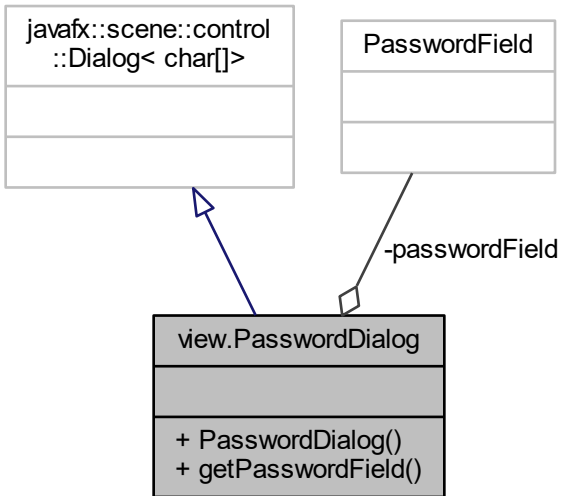 javafx::scene::control
::Dialog< char[]>
PasswordField
-passwordField
view.PasswordDialog
+ PasswordDialog()
+ getPasswordField()